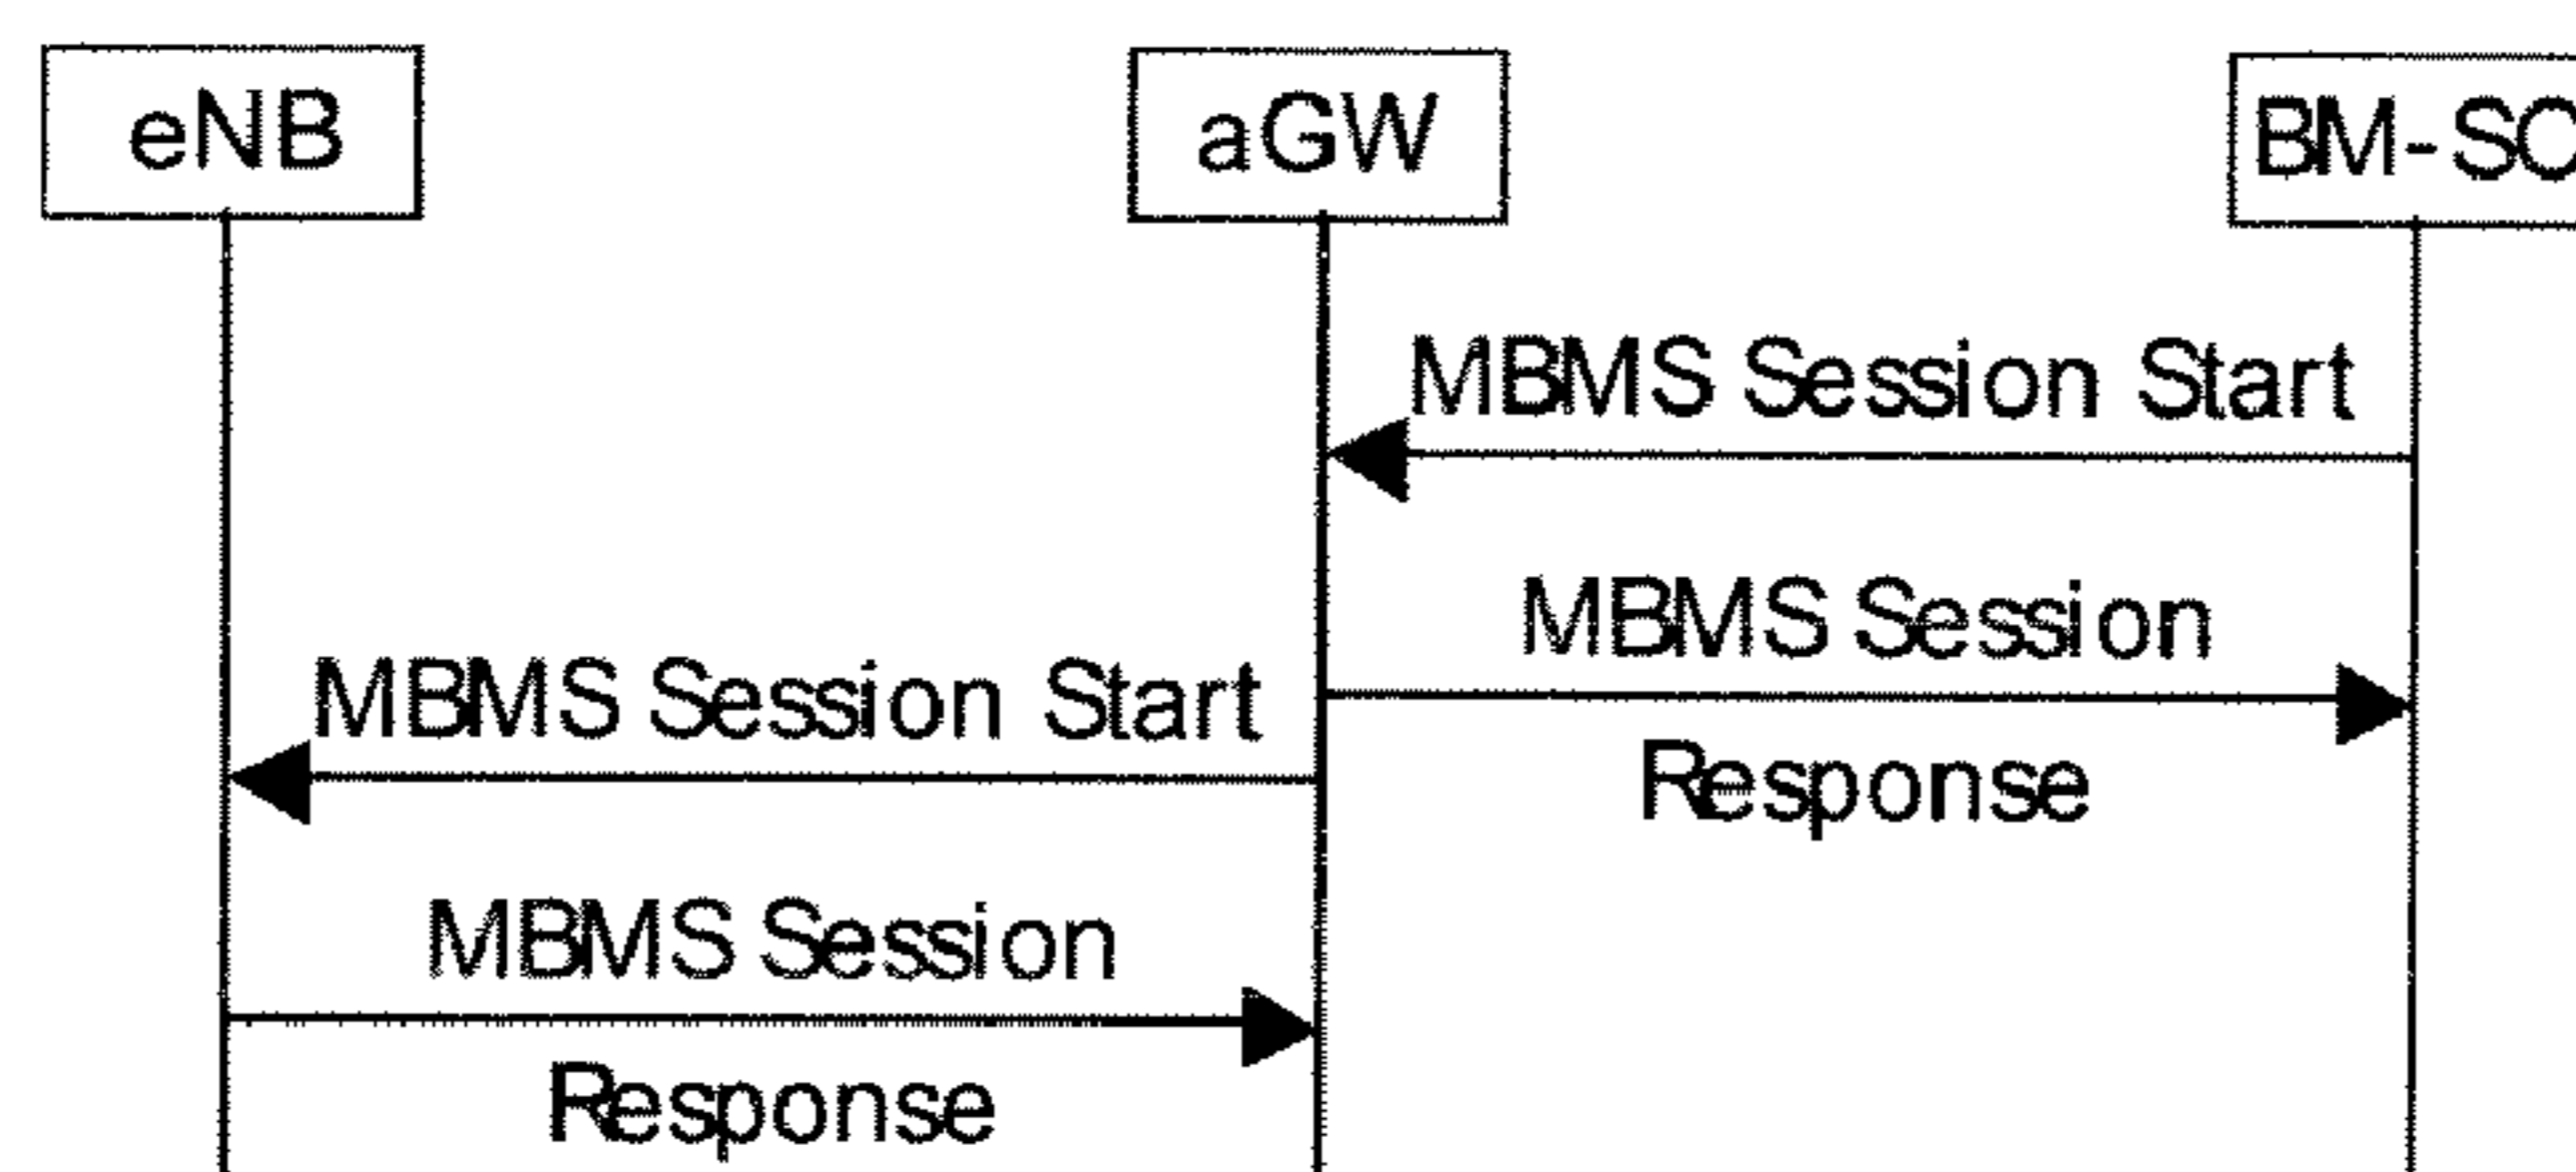 eNB
aGW
BM-SC
MBMS Session Start
MBMS Session
Response
MBMS Session Start
MBMS Session
Response